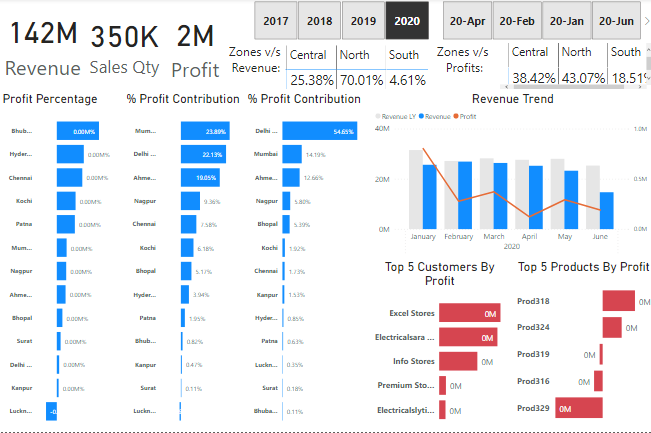 142M
Revenue
350K
Sales Qty
2M
Profit
2017 2018 2019 2020
20-Apr 20-Feb 20-Jan 20-Jun
Zones v/s Revenue:
Central North South
25.38% 70.01% 4.61%
Zones v/s Profits:
Central North South
38.42% 43.07% 18.51%
Profit Percentage
Bhub... 0.00M%
Hyder... 0.00M%
Chennai 0.00M%
Kochi 0.00M%
Patna 0.00M%
Mum... 0.00M%
Nagpur 0.00M%
Ahme... 0.00M%
Bhopal 0.00M%
Surat 0.00M%
Delhi ... 0.00M%
Kanpur 0.00M%
Luckn... -0
% Profit Contribution
Mum... 23.89%
Delhi ... 22.13%
Ahme... 19.05%
Nagpur 9.36%
Chennai 7.58%
Kochi 6.18%
Bhopal 5.17%
Hyder... 3.94%
Patna 1.95%
Bhub... 0.82%
Kanpur 0.47%
Surat 0.11%
Luckn...
% Profit Contribution
Delhi ... 54.65%
Mumbai 14.19%
Ahme... 12.66%
Nagpur 5.80%
Bhopal 5.39%
Kochi 1.92%
Chennai 1.73%
Kanpur 1.53%
Hyder... 0.85%
Patna 0.63%
Luckn... 0.35%
Surat 0.18%
Bhuba... 0.11%
Revenue Trend
Revenue LY Revenue Profit
40M 1.0M
20M 0.5M
0M 0.0M
January February March April May June
2020
Top 5 Customers By
Profit
Excel Stores 0M
Electricalsara ... 0M
Info Stores 0M
Premium Sto... 0M
Electricalslyti... 0M
Top 5 Products By Profit
Prod318 0M
Prod324 0M
Prod319 0M
Prod316 0M
Prod329 0M